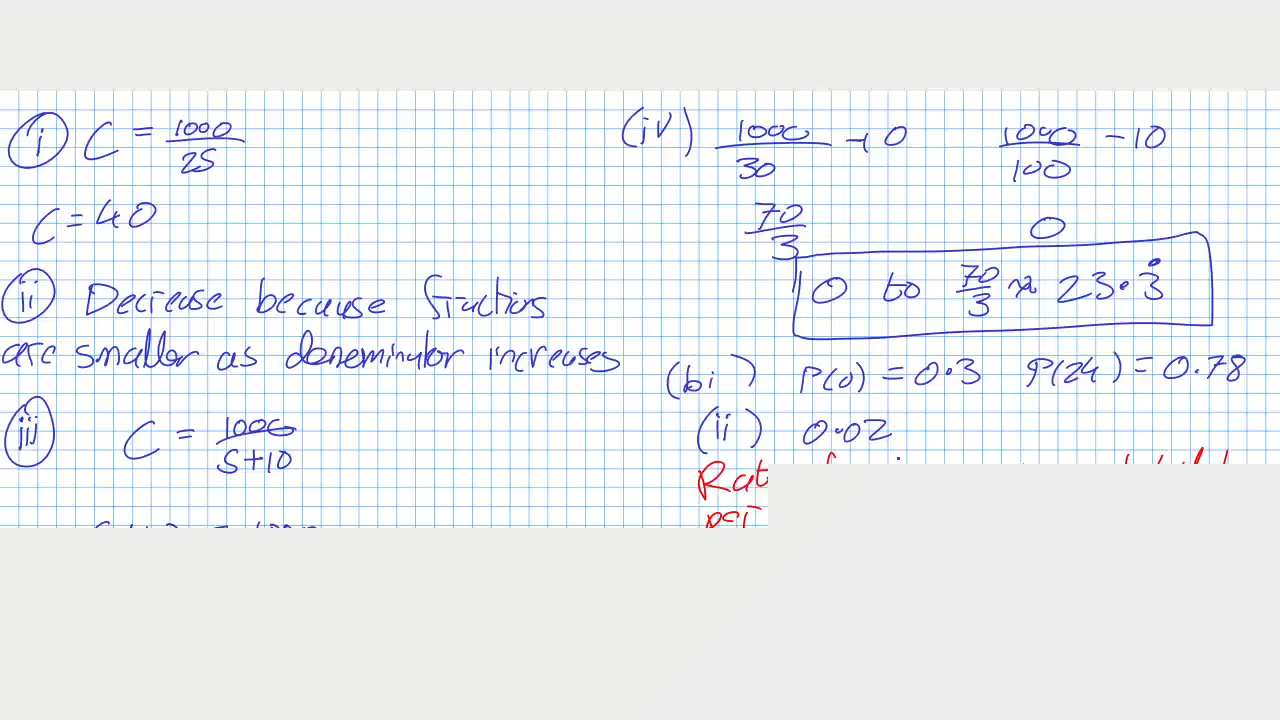 (i) C = 1000/25
C = 40
(ii) Decrease because fractions
are smaller as denominator increases
(iii) C = 1000/(S+10)
(iv) 1000/30 - 10 1000/100 - 10
70/3 0
0 to 70/3 ≈ 23.3̇
(bi) P(0) = 0.3 P(24) = 0.78
(ii) 0.02